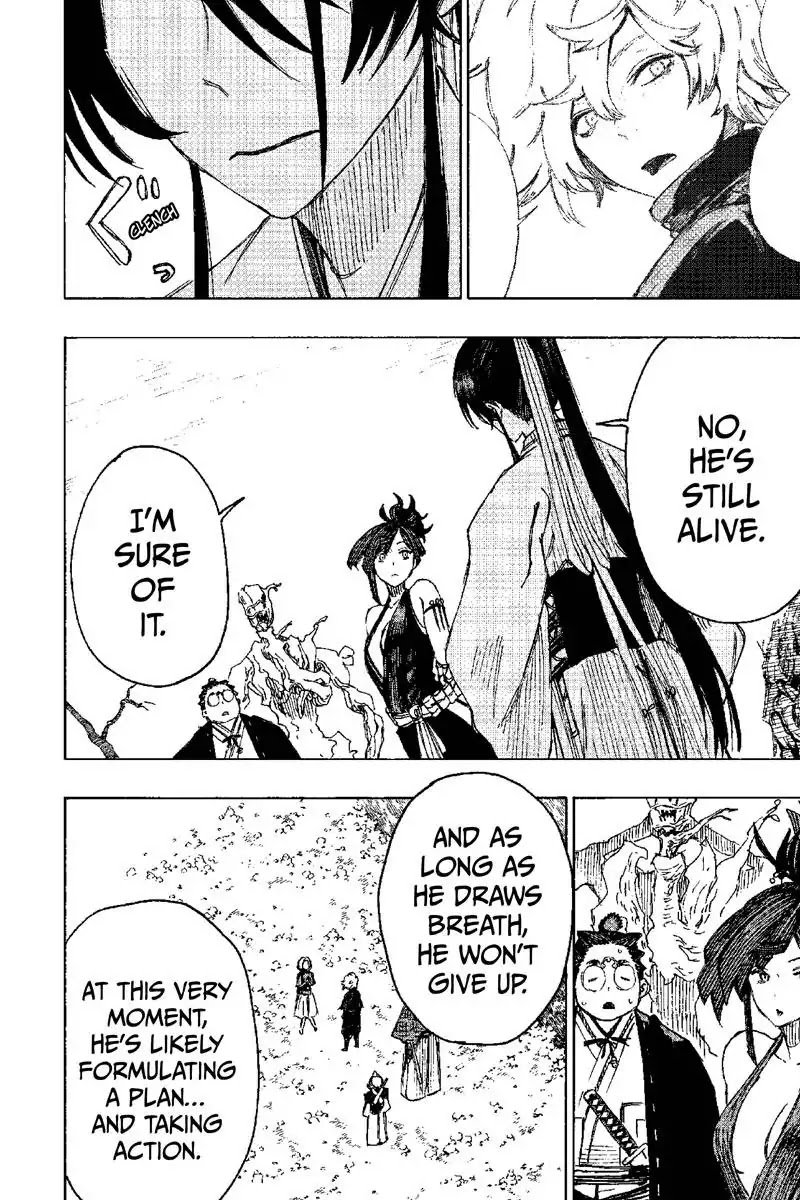 くﾞﾞ
CLENCH
NO,
HE'S
STILL
ALIVE.
I'M
SURE
OF
IT.
AND AS
LONG AS
HE DRAWS
BREATH,
HE WON'T
GIVE UP.
AT THIS VERY
MOMENT,
HE'S LIKELY
FORMULATING
A PLAN...
AND TAKING
ACTION.